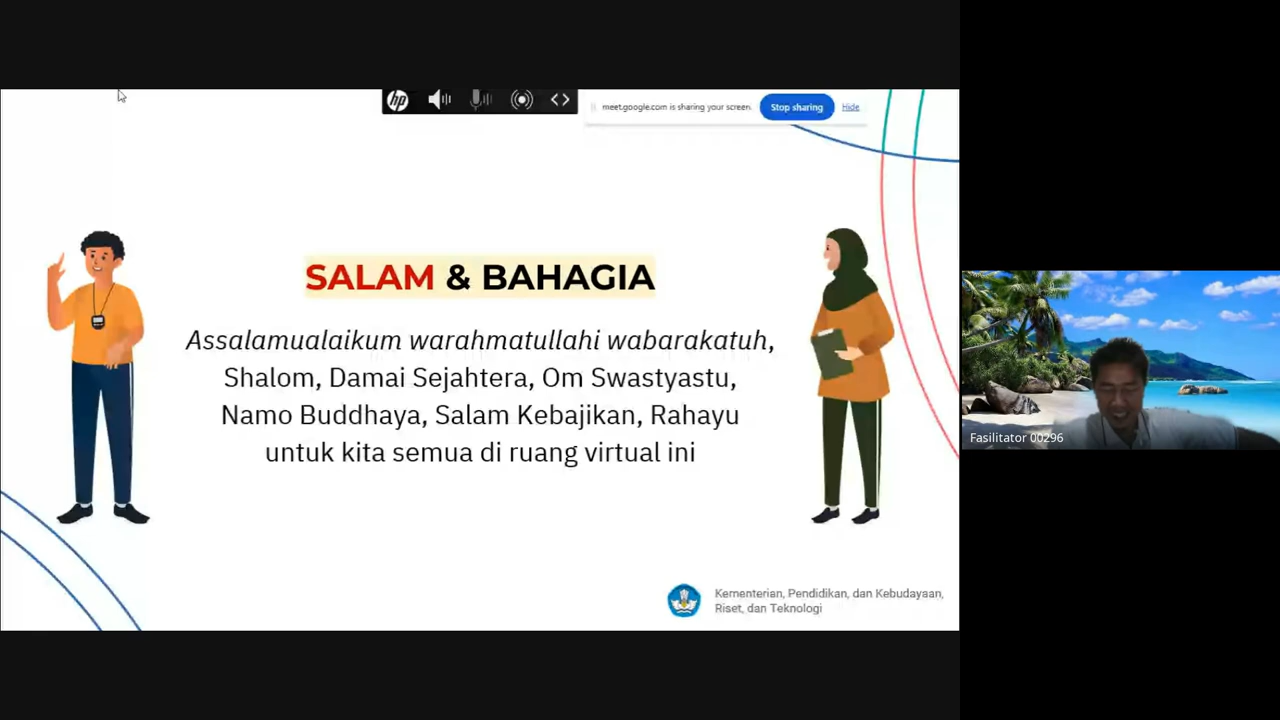 hp
meet.google.com is sharing your screen.
Stop sharing
Hide
SALAM & BAHAGIA
Assalamualaikum warahmatullahi wabarakatuh,
Shalom, Damai Sejahtera, Om Swastyastu,
Namo Buddhaya, Salam Kebajikan, Rahayu
untuk kita semua di ruang virtual ini
Fasilitator 00296
Kementerian, Pendidikan, dan Kebudayaan,
Riset, dan Teknologi